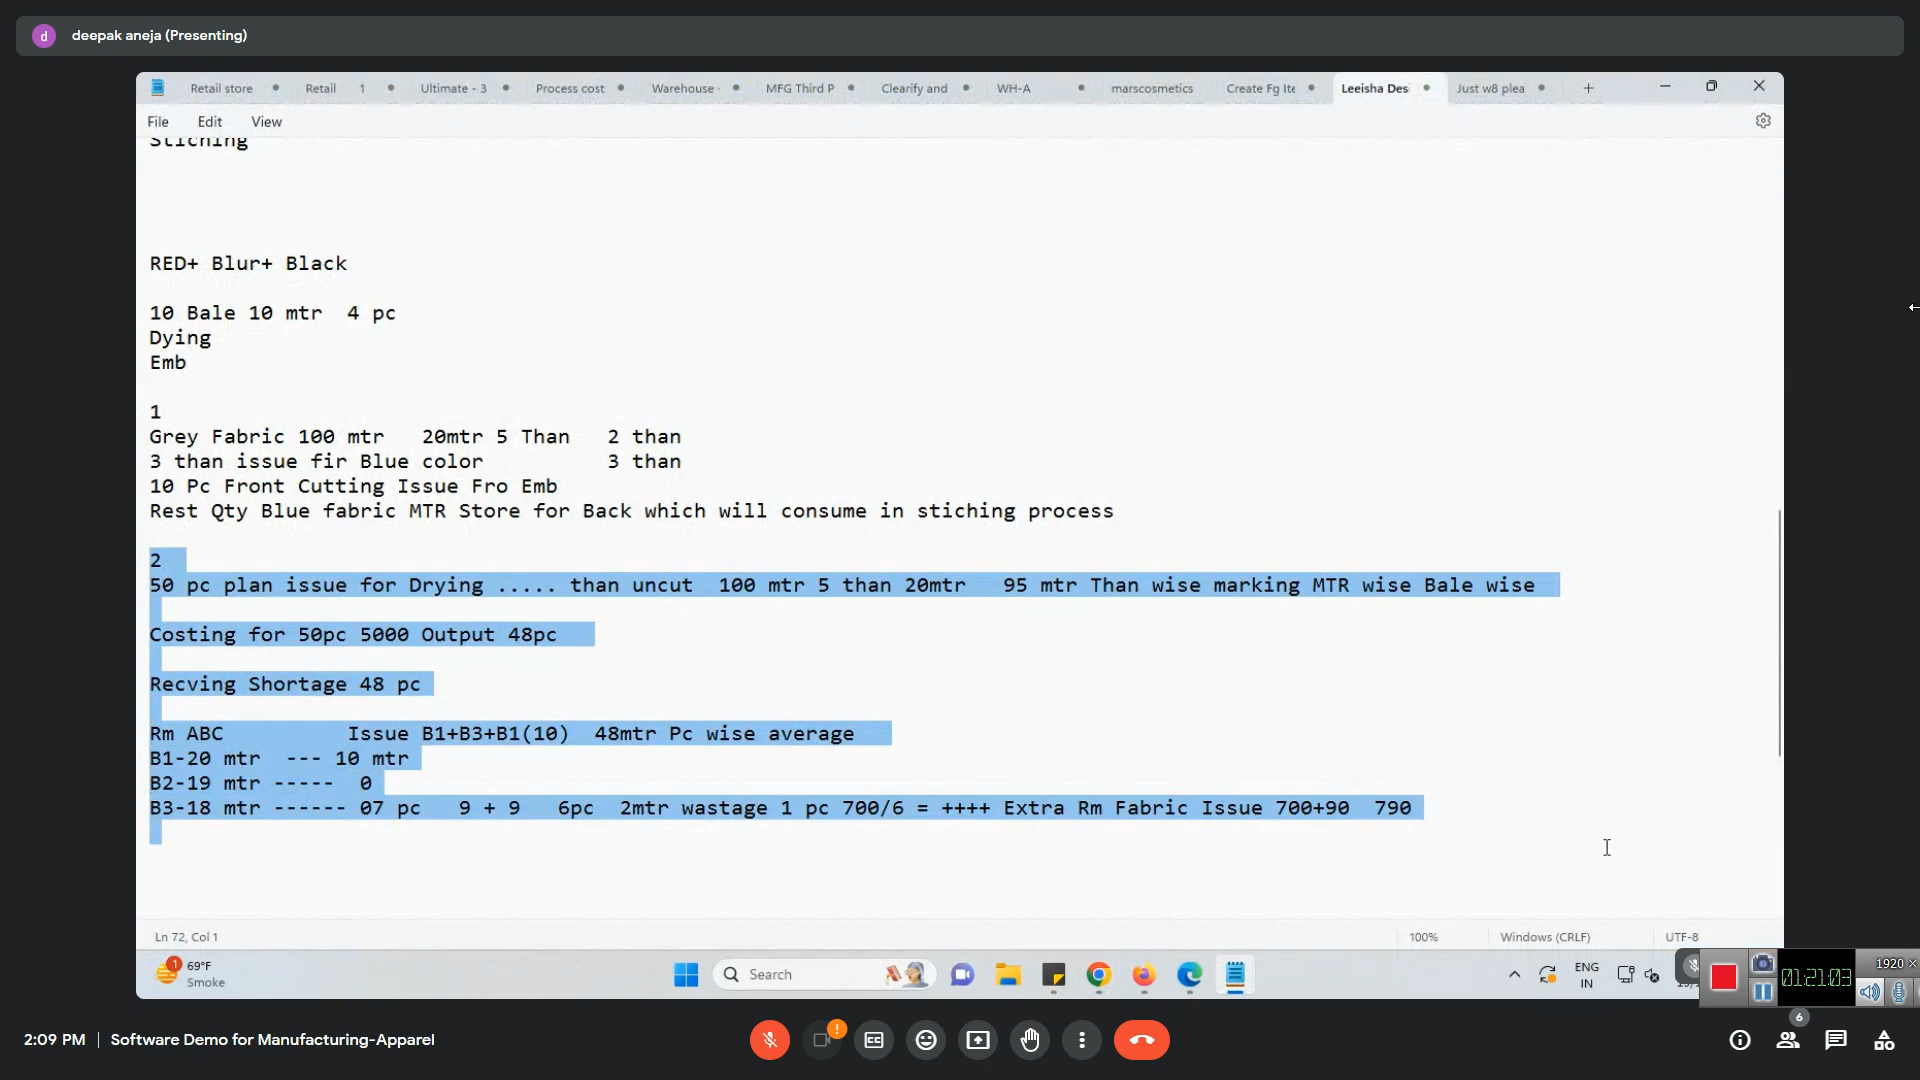 d deepak aneja (Presenting)
Retail store Retail 1 Ultimate - 3 Process cost Warehouse - MFG Third P Clearify and WH-A marscosmetics Create Fg Ite Leeisha Des Just w8 plea
File Edit View
Stiching
RED+ Blur+ Black
10 Bale 10 mtr 4 pc
Dying
Emb
1
Grey Fabric 100 mtr 20mtr 5 Than 2 than
3 than issue fir Blue color 3 than
10 Pc Front Cutting Issue Fro Emb
Rest Qty Blue fabric MTR Store for Back which will consume in stiching process
2
50 pc plan issue for Drying ..... than uncut 100 mtr 5 than 20mtr 95 mtr Than wise marking MTR wise Bale wise
Costing for 50pc 5000 Output 48pc
Recving Shortage 48 pc
Rm ABC Issue B1+B3+B1(10) 48mtr Pc wise average
B1-20 mtr --- 10 mtr
B2-19 mtr ----- 0
B3-18 mtr ------ 07 pc 9 + 9 6pc 2mtr wastage 1 pc 700/6 = ++++ Extra Rm Fabric Issue 700+90 790
Ln 72, Col 1 100% Windows (CRLF) UTF-8
1 69°F
Smoke
Search
ENG
IN
01:21:03
1920 ×
6
2:09 PM | Software Demo for Manufacturing-Apparel